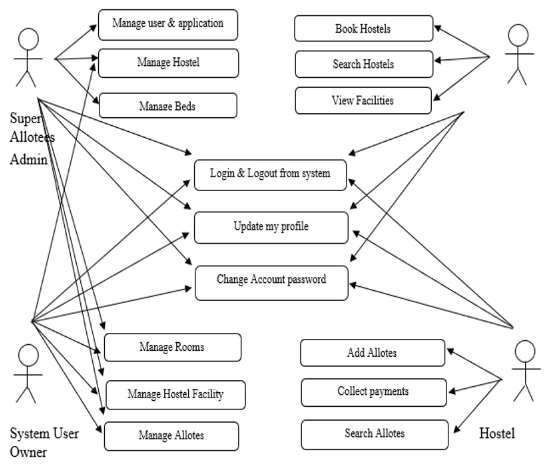 Manage user & application
Manage Hostel
Manage Beds
Book Hostels
Search Hostels
View Facilities
Super
Allotees
Admin
Login & Logout from system
Update my profile
Change Account password
Manage Rooms
Manage Hostel Facility
Manage Allotes
Add Allotes
Collect payments
Search Allotes
System User
Owner
Hostel